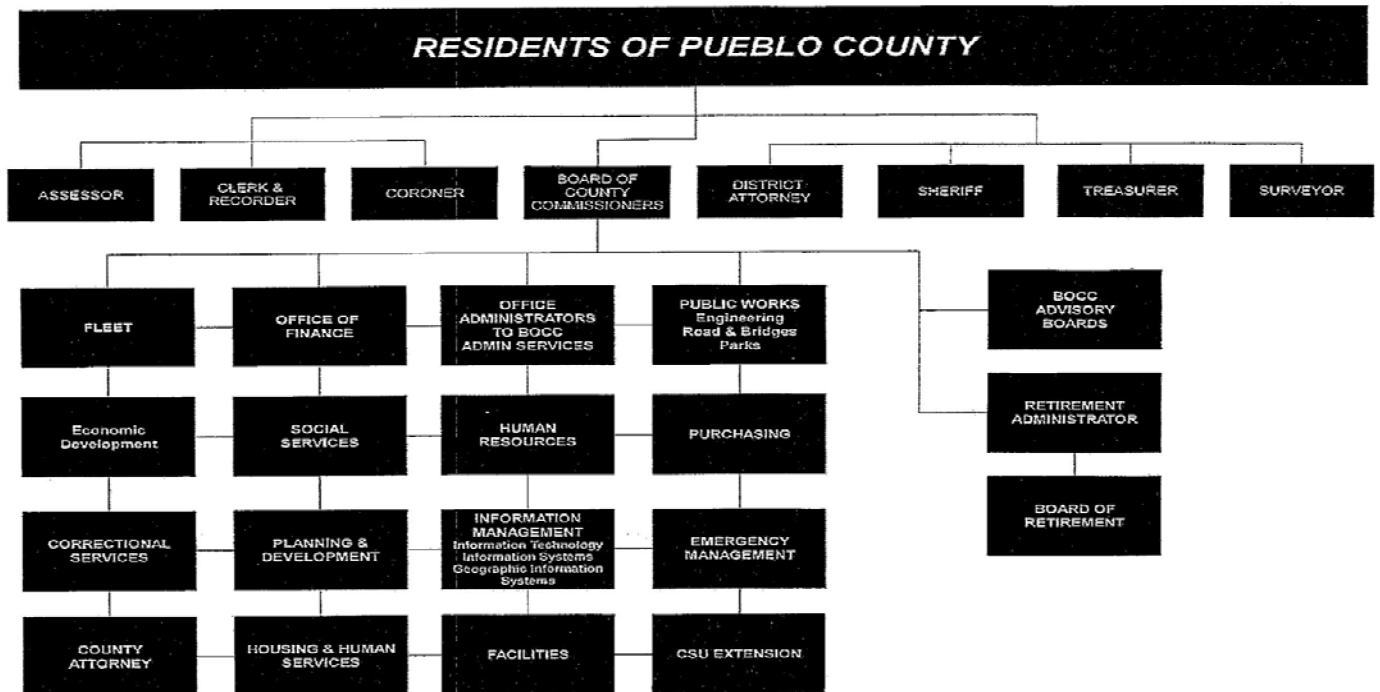 RESIDENTS OF PUEBLO COUNTY
ASSESSOR
CLERK &
RECORDER
CORONER
BOARD OF
COUNTY
COMMISSIONERS
DISTRICT
ATTORNEY
SHERIFF
TREASURER
SURVEYOR
FLEET
OFFICE OF
FINANCE
OFFICE
ADMINISTRATORS
TO BOCC
ADMIN SERVICES
PUBLIC WORKS
Engineering
Road & Bridges
Parks
BOCC
ADVISORY
BOARDS
Economic
Development
SOCIAL
SERVICES
HUMAN
RESOURCES
PURCHASING
RETIREMENT
ADMINISTRATOR
CORRECTIONAL
SERVICES
PLANNING &
DEVELOPMENT
INFORMATION
MANAGEMENT
Information Technology
Information Systems
Geographic Information
Systems
EMERGENCY
MANAGEMENT
BOARD OF
RETIREMENT
COUNTY
ATTORNEY
HOUSING & HUMAN
SERVICES
FACILITIES
CSU EXTENSION